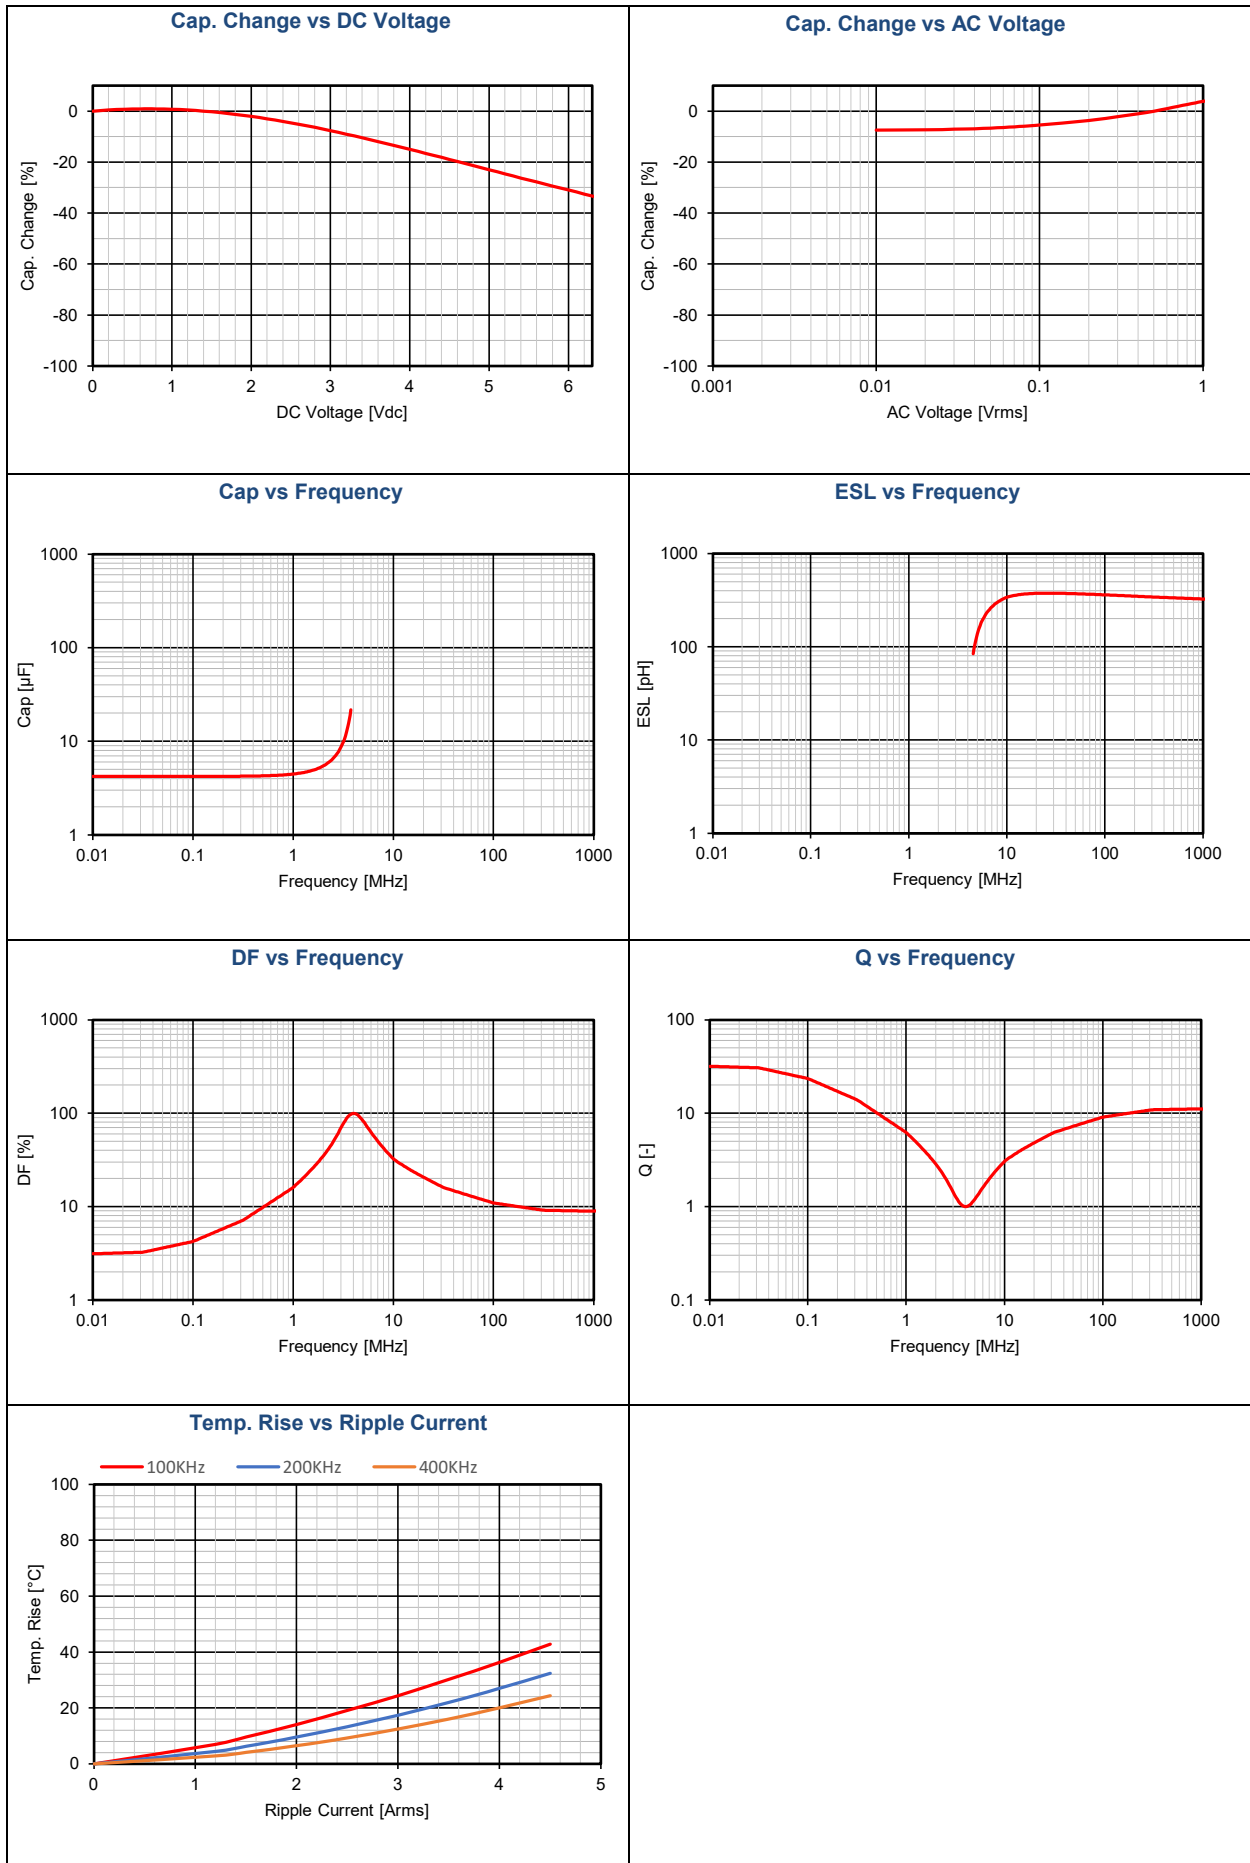 Cap. Change vs DC Voltage
Cap. Change [%]
0
-20
-40
-60
-80
-100
0 1 2 3 4 5 6
DC Voltage [Vdc]
Cap. Change vs AC Voltage
Cap. Change [%]
0
-20
-40
-60
-80
-100
0.001 0.01 0.1 1
AC Voltage [Vrms]
Cap vs Frequency
Cap [µF]
1000
100
10
1
0.01 0.1 1 10 100 1000
Frequency [MHz]
ESL vs Frequency
ESL [pH]
1000
100
10
1
0.01 0.1 1 10 100 1000
Frequency [MHz]
DF vs Frequency
DF [%]
1000
100
10
1
0.01 0.1 1 10 100 1000
Frequency [MHz]
Q vs Frequency
Q [-]
100
10
1
0.1
0.01 0.1 1 10 100 1000
Frequency [MHz]
Temp. Rise vs Ripple Current
100KHz 200KHz 400KHz
Temp. Rise [°C]
100
80
60
40
20
0
0 1 2 3 4 5
Ripple Current [Arms]